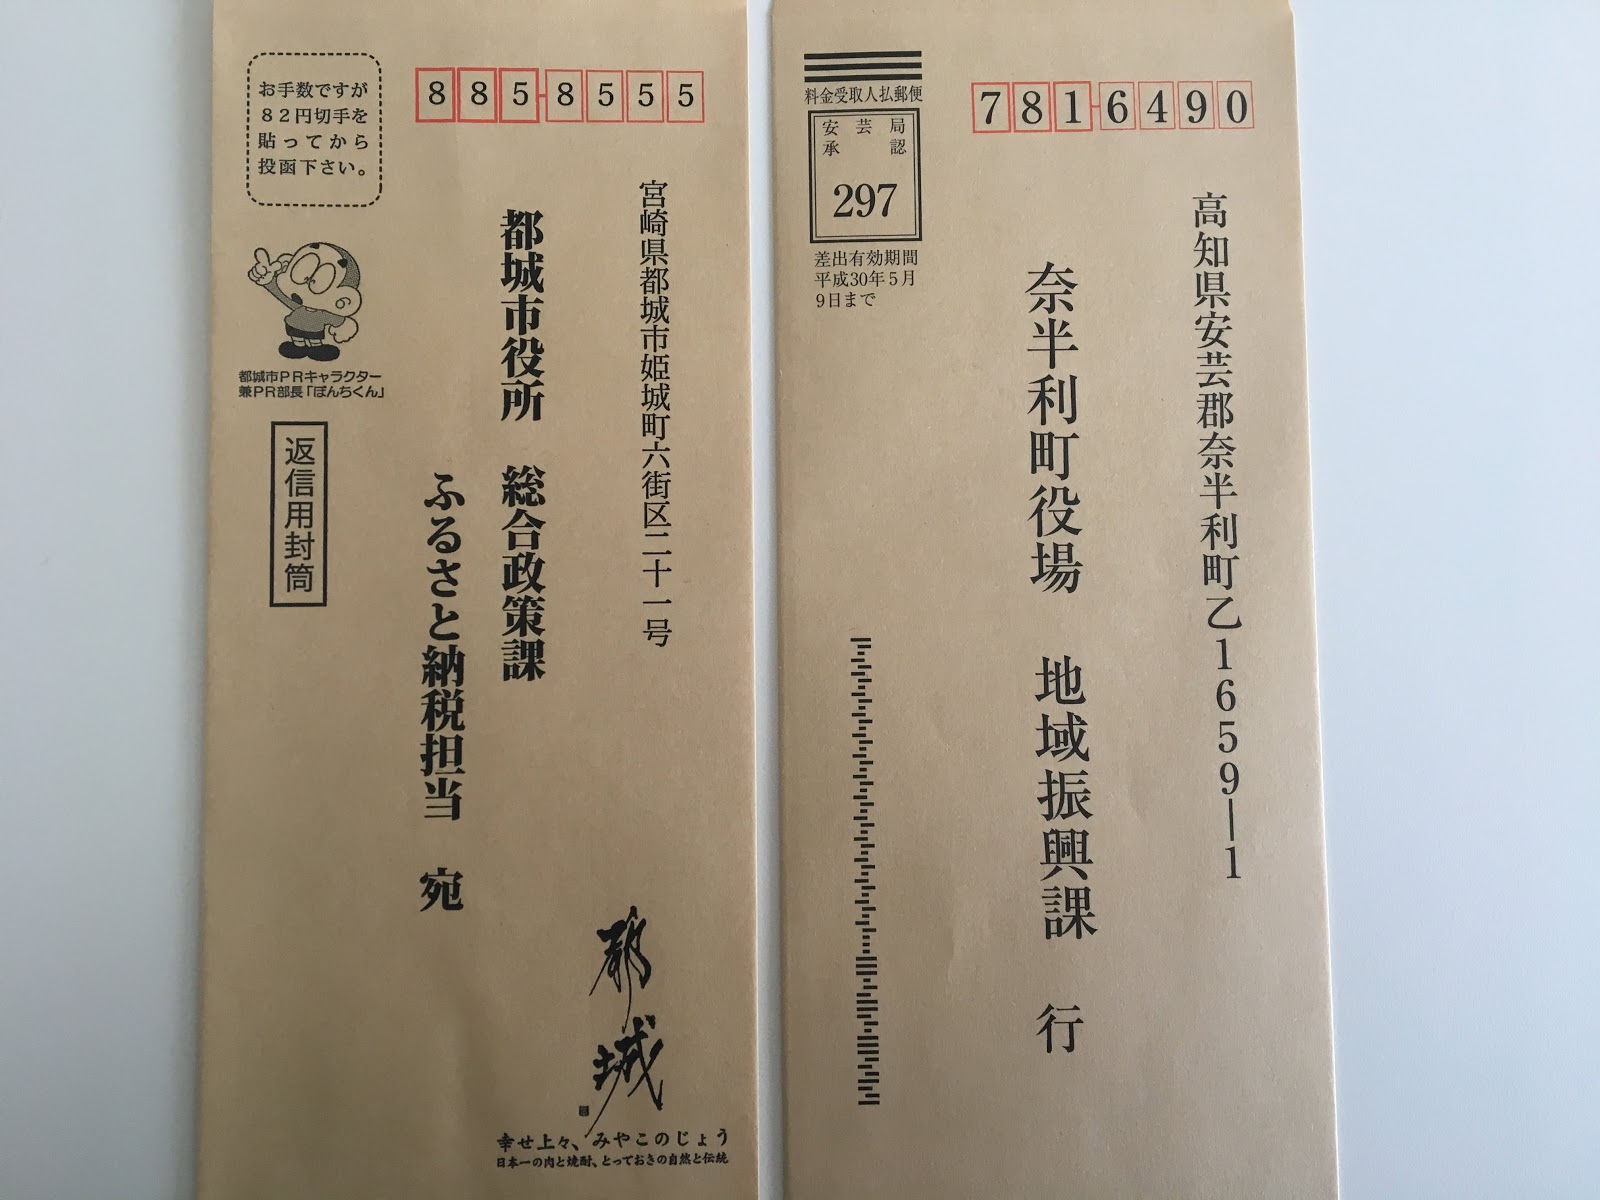 お手数ですが
82円切手を
貼ってから
投函下さい。
885-8555
宮崎県都城市姫城町六街区二十一号
都城市役所 総合政策課
ふるさと納税担当 宛
都城市PRキャラクター
兼PR部長「ぼんちくん」
返信用封筒
都城
幸せ上々、みやこのじょう
日本一の肉と焼酎、とっておきの自然と伝統
料金受取人払郵便
安芸局
承認
297
差出有効期間
平成30年5月
9日まで
781-6490
高知県安芸郡奈半利町乙1659―1
奈半利町役場 地域振興課 行